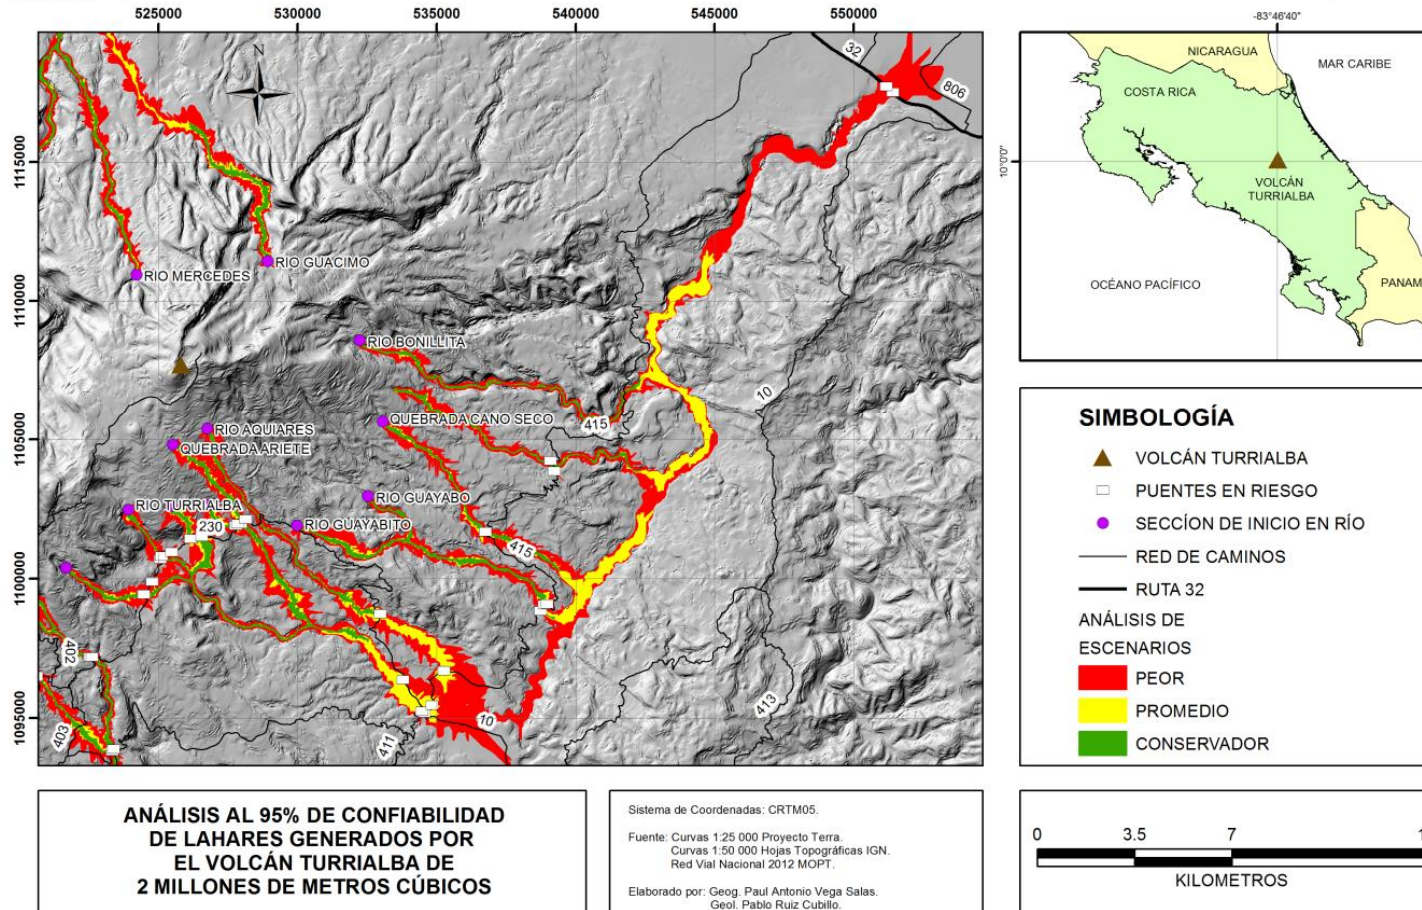 525000 530000 535000 540000 545000 550000
1115000
1110000
1105000
1100000
1095000
N
32
806
RIO MERCEDES
RIO GUACIMO
RIO BONILLITA
10
QUEBRADA CANO SECO
415
RIO AQUIARES
QUEBRADA ARIETE
RIO GUAYABO
RIO TURRIALBA
230
RIO GUAYABITO
415
402
403
411
10
413
-83°46'40"
10°0'0"
NICARAGUA
MAR CARIBE
COSTA RICA
VOLCÁN
TURRIALBA
OCÉANO PACÍFICO
PANAM
SIMBOLOGÍA
VOLCÁN TURRIALBA
PUENTES EN RIESGO
SECCÍON DE INICIO EN RÍO
RED DE CAMINOS
RUTA 32
ANÁLISIS DE
ESCENARIOS
PEOR
PROMEDIO
CONSERVADOR
ANÁLISIS AL 95% DE CONFIABILIDAD
DE LAHARES GENERADOS POR
EL VOLCÁN TURRIALBA DE
2 MILLONES DE METROS CÚBICOS
Sistema de Coordenadas: CRTM05.
Fuente: Curvas 1:25 000 Proyecto Terra.
Curvas 1:50 000 Hojas Topográficas IGN.
Red Vial Nacional 2012 MOPT.
Elaborado por: Geog. Paul Antonio Vega Salas.
Geol. Pablo Ruiz Cubillo.
0 3.5 7 1
KILOMETROS